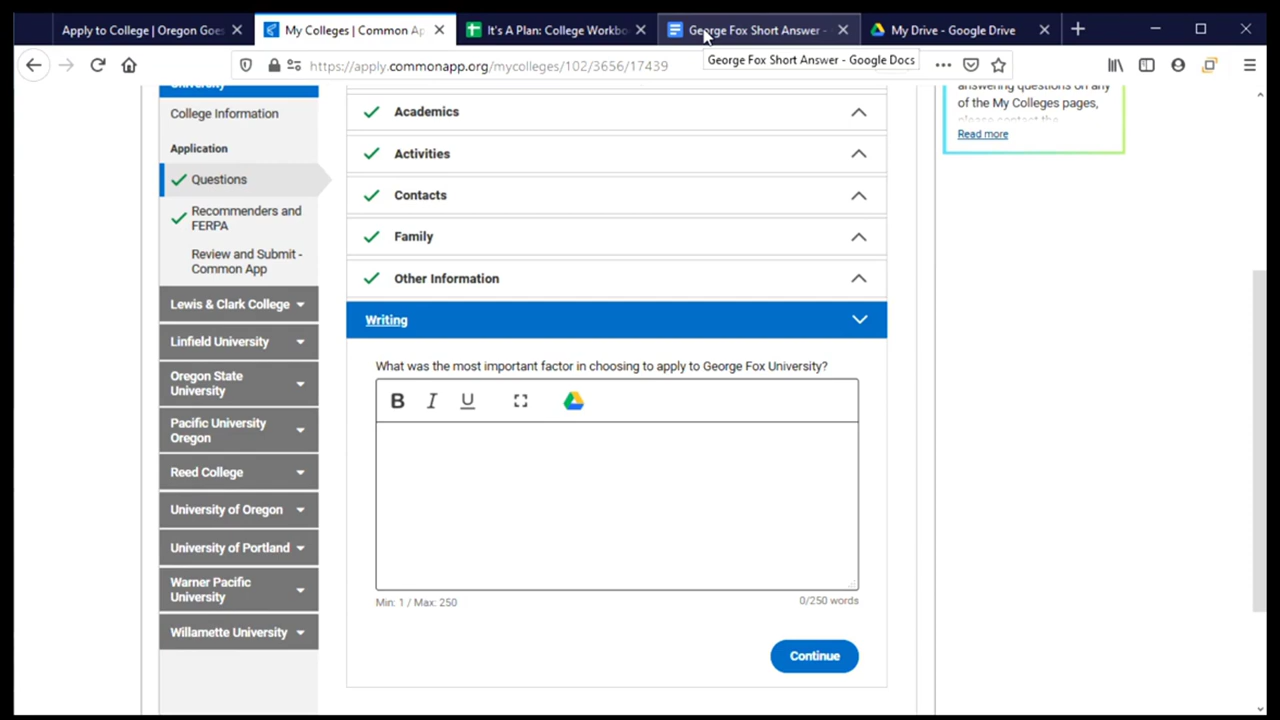 Apply to College | Oregon Goes
My Colleges | Common Ap
It's A Plan: College Workbo
George Fox Short Answer -
My Drive - Google Drive
https://apply.commonapp.org/mycolleges/102/3656/17439
George Fox Short Answer - Google Docs
University
College Information
Application
Questions
Recommenders and
FERPA
Review and Submit -
Common App
Lewis & Clark College
Linfield University
Oregon State
University
Pacific University
Oregon
Reed College
University of Oregon
University of Portland
Warner Pacific
University
Willamette University
Academics
Activities
Contacts
Family
Other Information
Writing
What was the most important factor in choosing to apply to George Fox University?
B I U
Min: 1 / Max: 250
0/250 words
Continue
answering questions on any
of the My Colleges pages,
please contact the
Read more